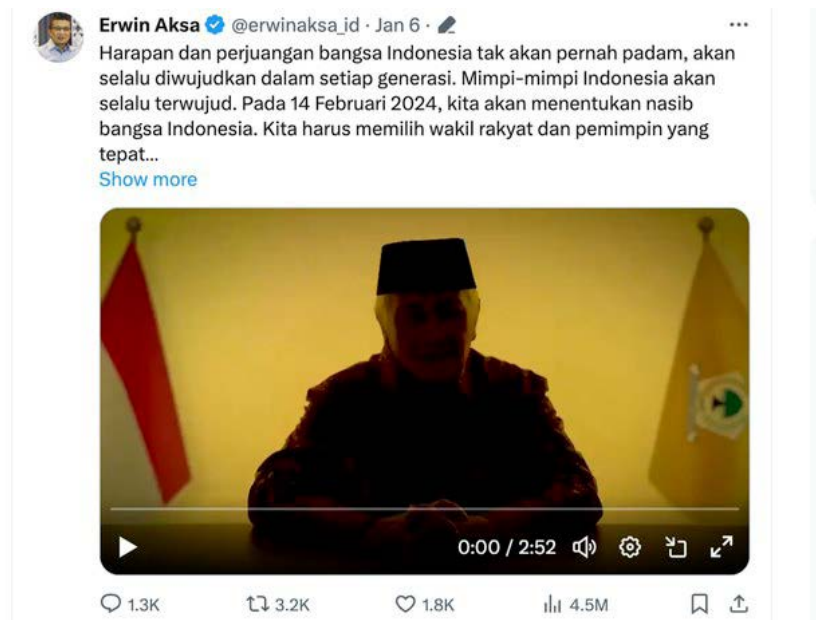 Erwin Aksa @erwinaksa_id · Jan 6 ·
Harapan dan perjuangan bangsa Indonesia tak akan pernah padam, akan
selalu diwujudkan dalam setiap generasi. Mimpi-mimpi Indonesia akan
selalu terwujud. Pada 14 Februari 2024, kita akan menentukan nasib
bangsa Indonesia. Kita harus memilih wakil rakyat dan pemimpin yang
tepat...
Show more
0:00 / 2:52
1.3K 3.2K 1.8K 4.5M